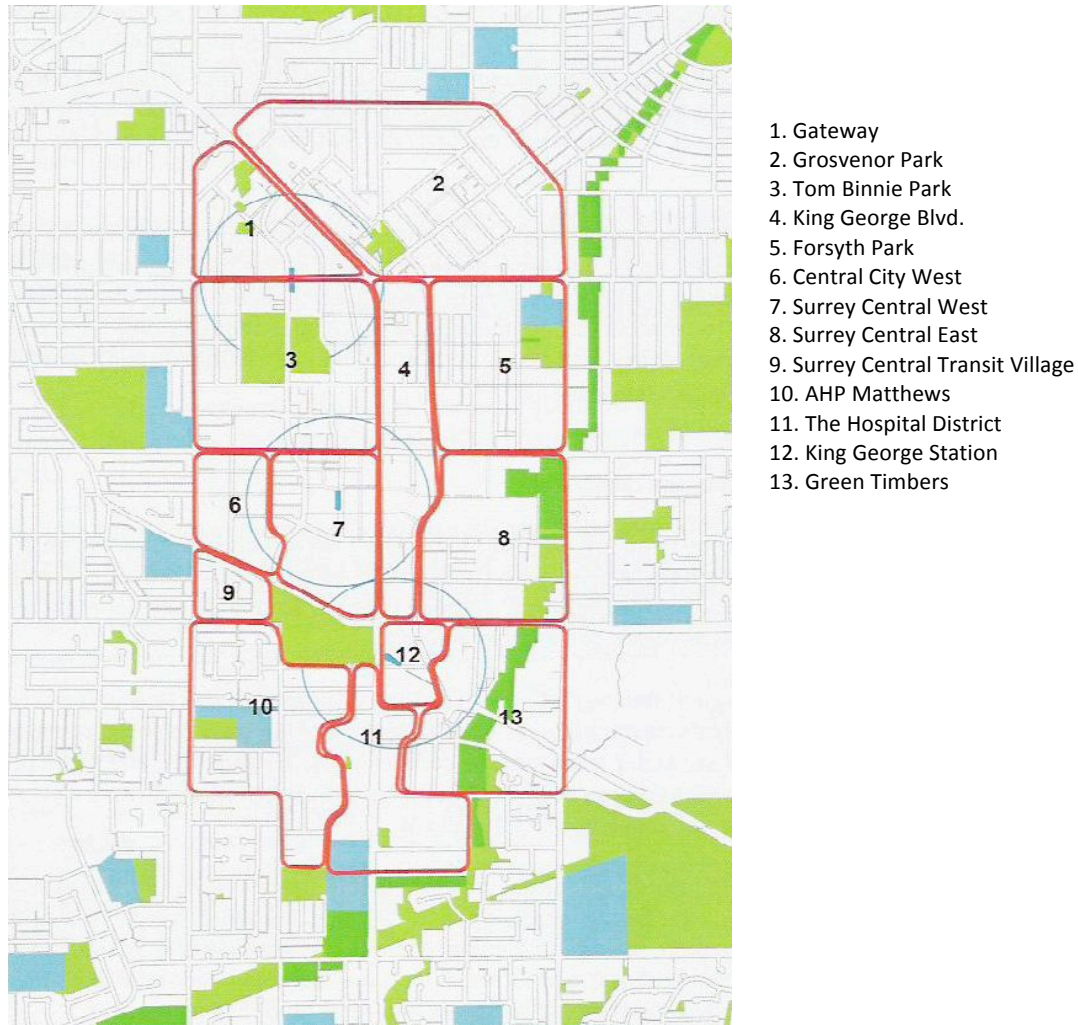 1
2
3
4
5
6
7
8
9
10
11
12
13
1. Gateway
2. Grosvenor Park
3. Tom Binnie Park
4. King George Blvd.
5. Forsyth Park
6. Central City West
7. Surrey Central West
8. Surrey Central East
9. Surrey Central Transit Village
10. AHP Matthews
11. The Hospital District
12. King George Station
13. Green Timbers